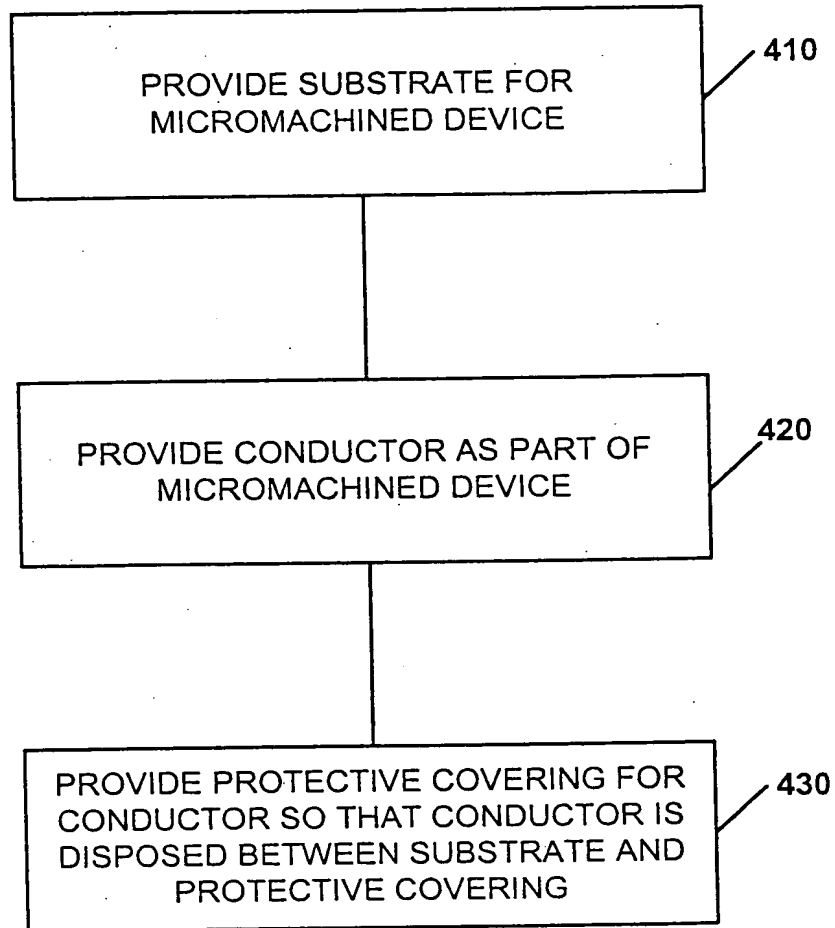 PROVIDE SUBSTRATE FOR
MICROMACHINED DEVICE
410
PROVIDE CONDUCTOR AS PART OF
MICROMACHINED DEVICE
420
PROVIDE PROTECTIVE COVERING FOR
CONDUCTOR SO THAT CONDUCTOR IS
DISPOSED BETWEEN SUBSTRATE AND
PROTECTIVE COVERING
430